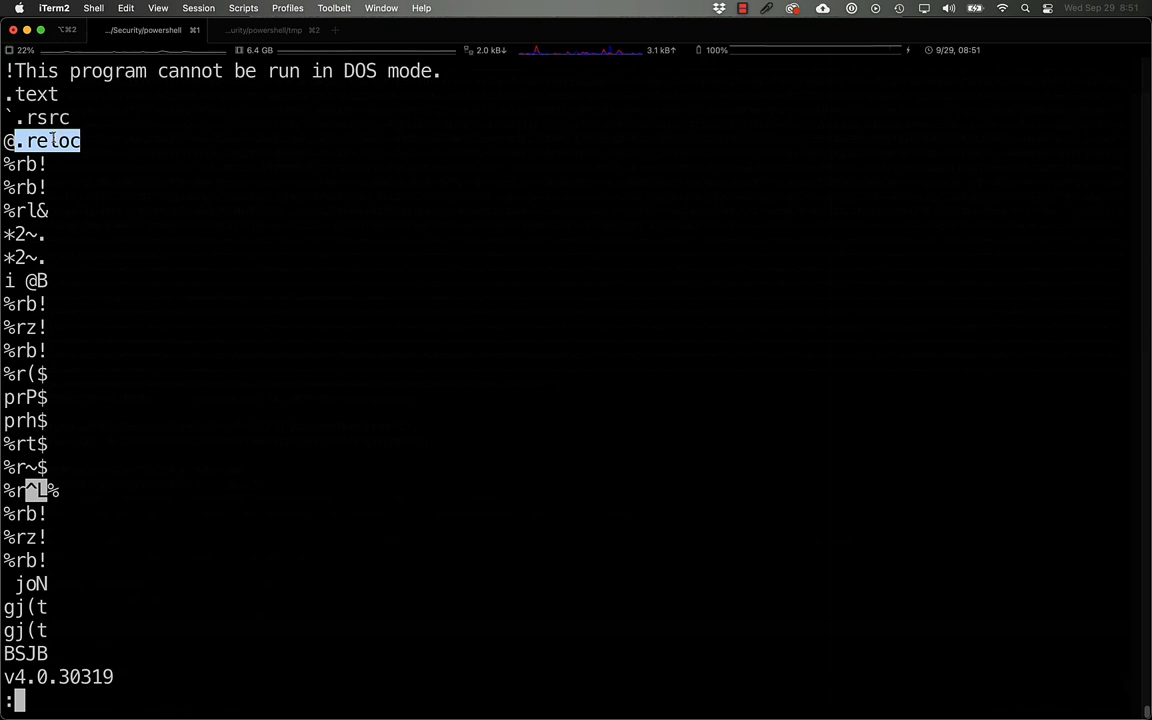 iTerm2 Shell Edit View Session Scripts Profiles Toolbelt Window Help Wed Sep 29 8:51
⌥⌘2 .../Security/powershell ⌘1 ...urity/powershell/tmp ⌘2 +
22% 6.4 GB 2.0 kB↓ 3.1 kB↑ 100% 9/29, 08:51
!This program cannot be run in DOS mode.
.text
`.rsrc
@.reloc
%rb!
%rb!
%rl&
*2~.
*2~.
i @B
%rb!
%rz!
%rb!
%r($
prP$
prh$
%rt$
%r~$
%r^L%
%rb!
%rz!
%rb!
 joN
gj(t
gj(t
BSJB
v4.0.30319
: